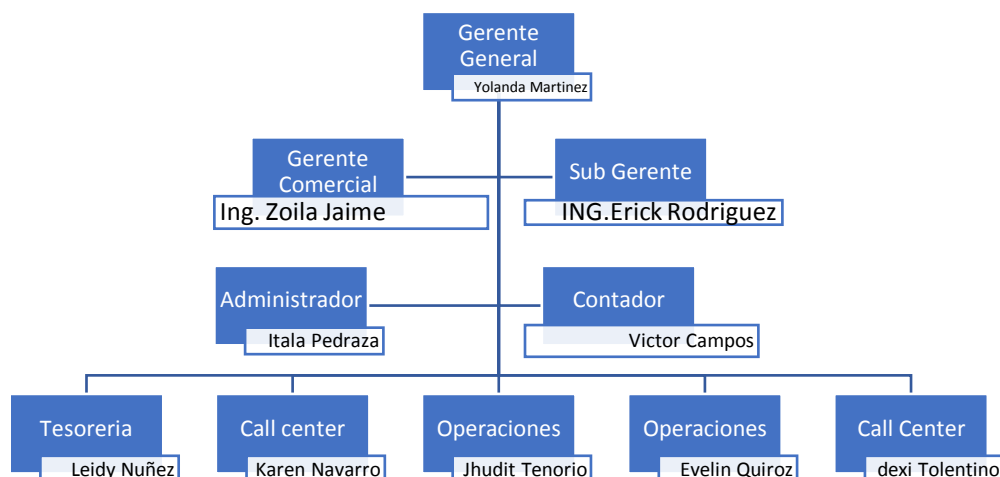 Gerente
General
Yolanda Martinez
Gerente
Comercial
Ing. Zoila Jaime
Sub Gerente
ING.Erick Rodriguez
Administrador
Itala Pedraza
Contador
Victor Campos
Tesoreria
Leidy Nuñez
Call center
Karen Navarro
Operaciones
Jhudit Tenorio
Operaciones
Evelin Quiroz
Call Center
dexi Tolentino